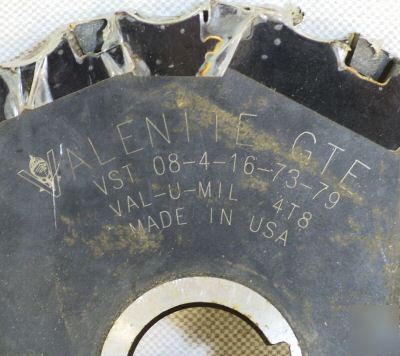 VALENITE GTE
VST 08-4-16-73-79
VAL-U-MIL 4T8
MADE IN USA